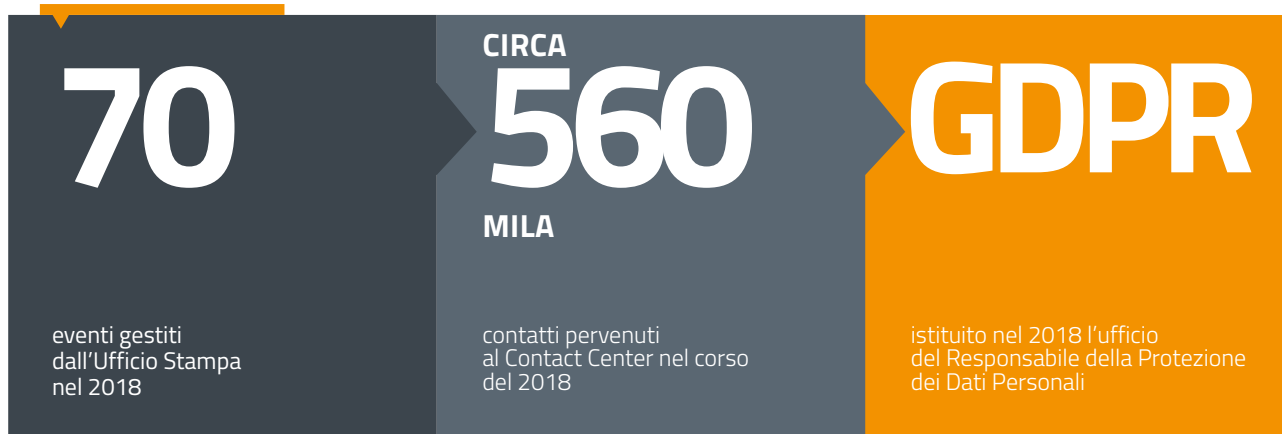 70
eventi gestiti
dall’Ufficio Stampa
nel 2018
CIRCA
560
MILA
contatti pervenuti
al Contact Center nel corso
del 2018
GDPR
istituito nel 2018 l’ufficio
del Responsabile della Protezione
dei Dati Personali